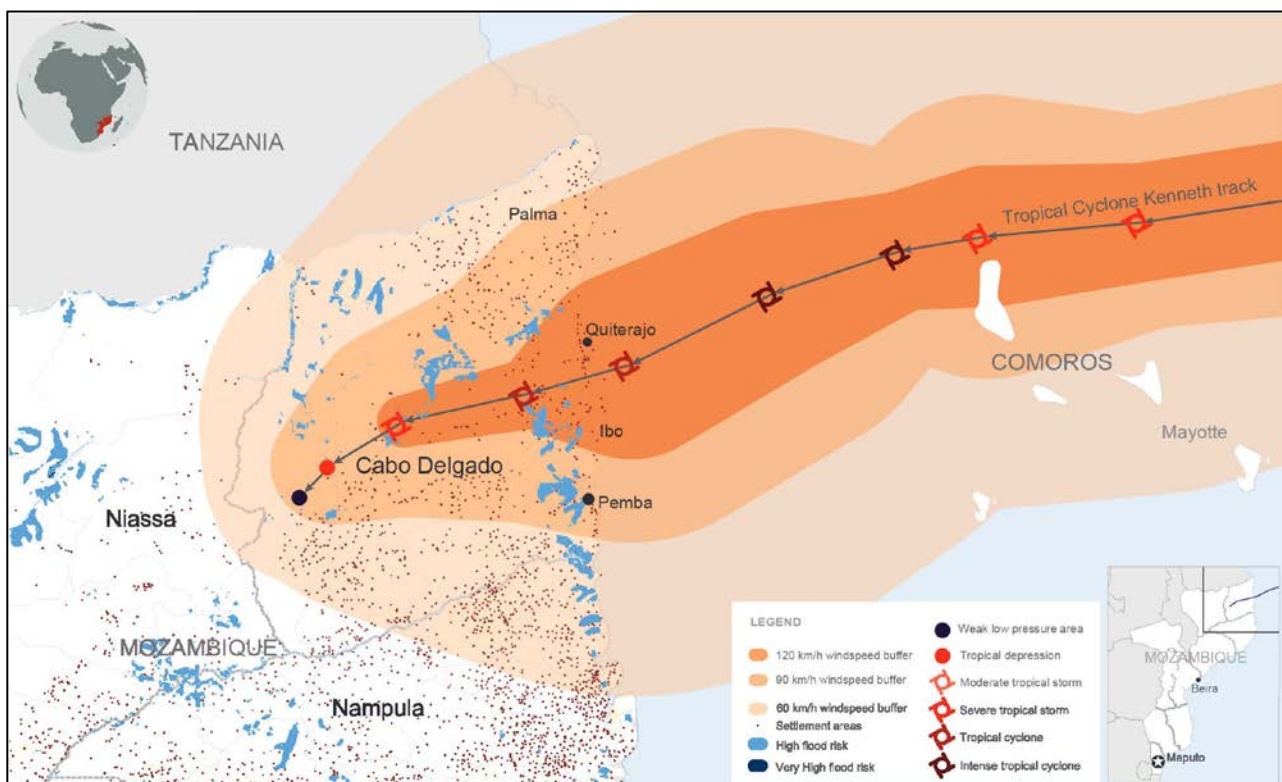 TANZANIA
Palma
Tropical Cyclone Kenneth track
Quiterajo
COMOROS
Ibo
Mayotte
Cabo Delgado
Pemba
Niassa
MOZAMBIQUE
Nampula
LEGEND
120 km/h windspeed buffer
90 km/h windspeed buffer
60 km/h windspeed buffer
Settlement areas
High flood risk
Very High flood risk
Weak low pressure area
Tropical depression
Moderate tropical storm
Severe tropical storm
Tropical cyclone
Intense tropical cyclone
MOZAMBIQUE
Beira
Maputo